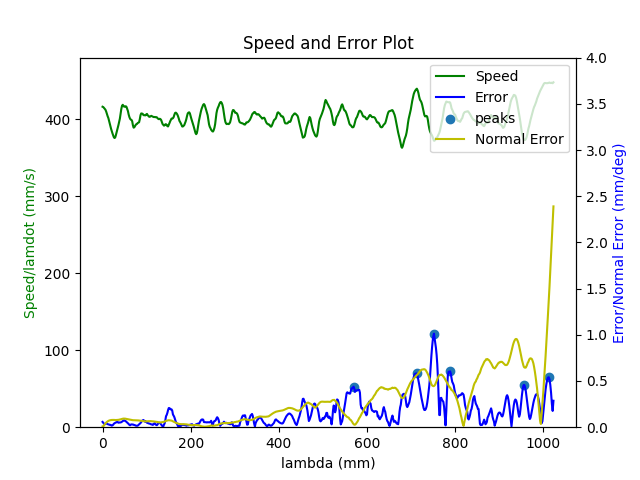 Speed and Error Plot
Speed
Error
peaks
Normal Error
Speed/lamdot (mm/s)
400
300
200
100
0
4.0
3.5
3.0
2.5
2.0
1.5
1.0
0.5
0.0
Error/Normal Error (mm/deg)
0 200 400 600 800 1000
lambda (mm)